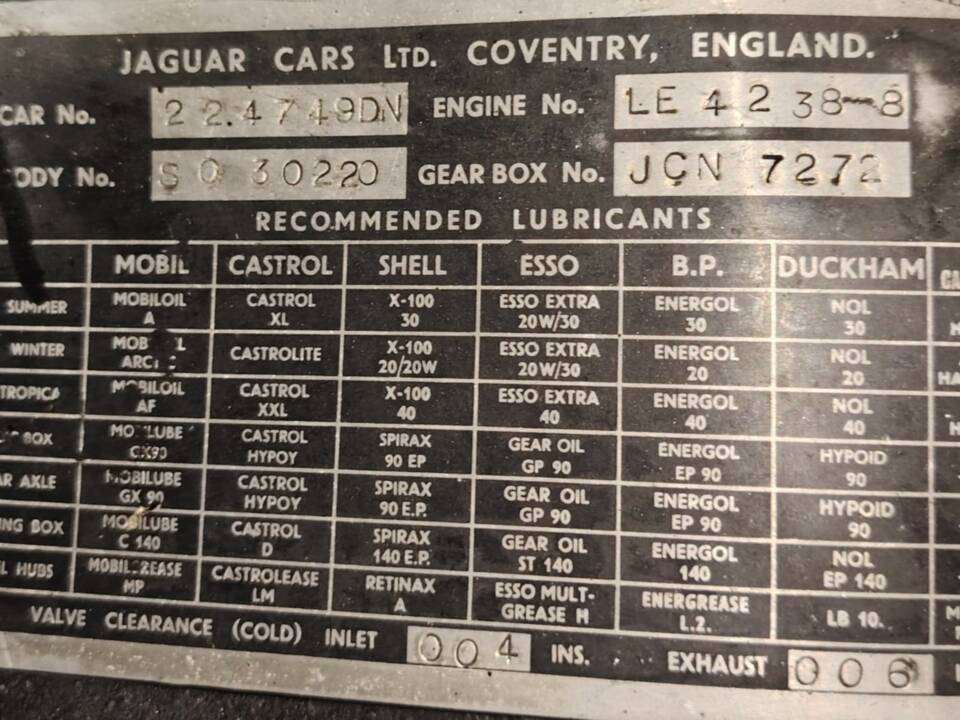 JAGUAR CARS LTD. COVENTRY, ENGLAND.
CAR No. 224749DN ENGINE No. LE 4238-8
ODY No. S 30220 GEAR BOX No. JCN 7272
RECOMMENDED LUBRICANTS
MOBIL CASTROL SHELL ESSO B.P. DUCKHAM
SUMMER MOBILOIL A CASTROL XL X-100 30 ESSO EXTRA 20W/30 ENERGOL 30 NOL 30
WINTER CASTROLITE X-100 20/20W ESSO EXTRA 20W/30 ENERGOL 20 NOL 20
TROPICA MOBILOIL AF CASTROL XXL X-100 40 ESSO EXTRA 40 ENERGOL 40 NOL 40
BOX CASTROL HYPOY SPIRAX 90 EP GEAR OIL GP 90 ENERGOL EP 90 HYPOID 90
AR AXLE MOBILUBE GX 90 CASTROL HYPOY SPIRAX 90 E.P. GEAR OIL GP 90 ENERGOL EP 90 HYPOID 90
ING BOX MOBILUBE C 140 CASTROL D SPIRAX 140 E.P. GEAR OIL ST 140 ENERGOL 140 NOL EP 140
L HUBS MP CASTROLEASE LM RETINAX A ESSO MULT-GREASE H ENERGREASE L.2. LB 10.
VALVE CLEARANCE (COLD) INLET 004 INS. EXHAUST 006